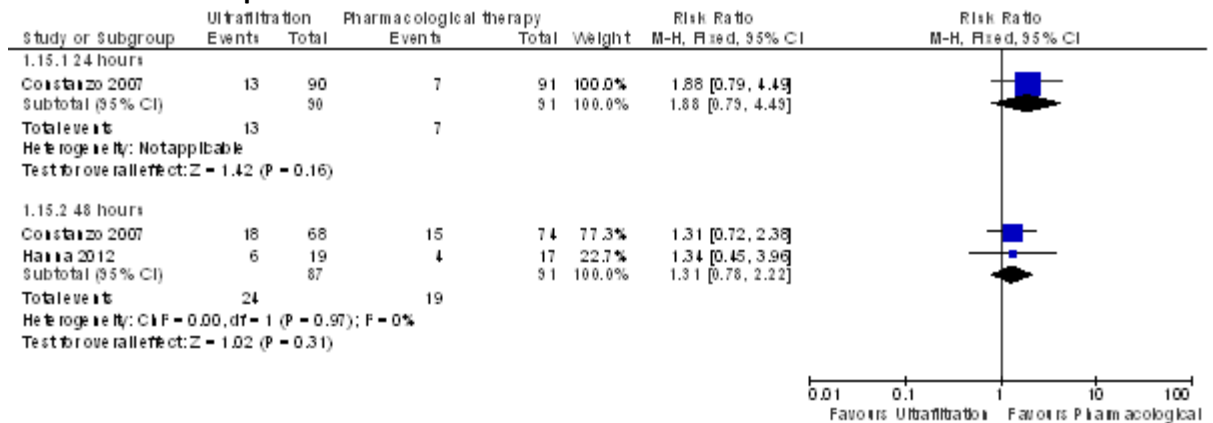 Ultrafiltration Pharmacological therapy Risk Ratio Risk Ratio
Study or Subgroup Events Total Events Total Weight M-H, Fixed, 95% CI M-H, Fixed, 95% CI
1.15.1 24 hours
Constanzo 2007 13 90 7 91 100.0% 1.88 [0.79, 4.49]
Subtotal (95% CI) 90 91 100.0% 1.88 [0.79, 4.49]
Total events 13 7
Heterogeneity: Not applicable
Test for overall effect: Z = 1.42 (P = 0.16)
1.15.2 48 hours
Constanzo 2007 18 68 15 74 77.3% 1.31 [0.72, 2.38]
Hanna 2012 6 19 4 17 22.7% 1.34 [0.45, 3.96]
Subtotal (95% CI) 87 91 100.0% 1.31 [0.78, 2.22]
Total events 24 19
Heterogeneity: Chi² = 0.00, df = 1 (P = 0.97); I² = 0%
Test for overall effect: Z = 1.02 (P = 0.31)
0.01 0.1 1 10 100
Favours Ultrafiltration Favours Pharmacological